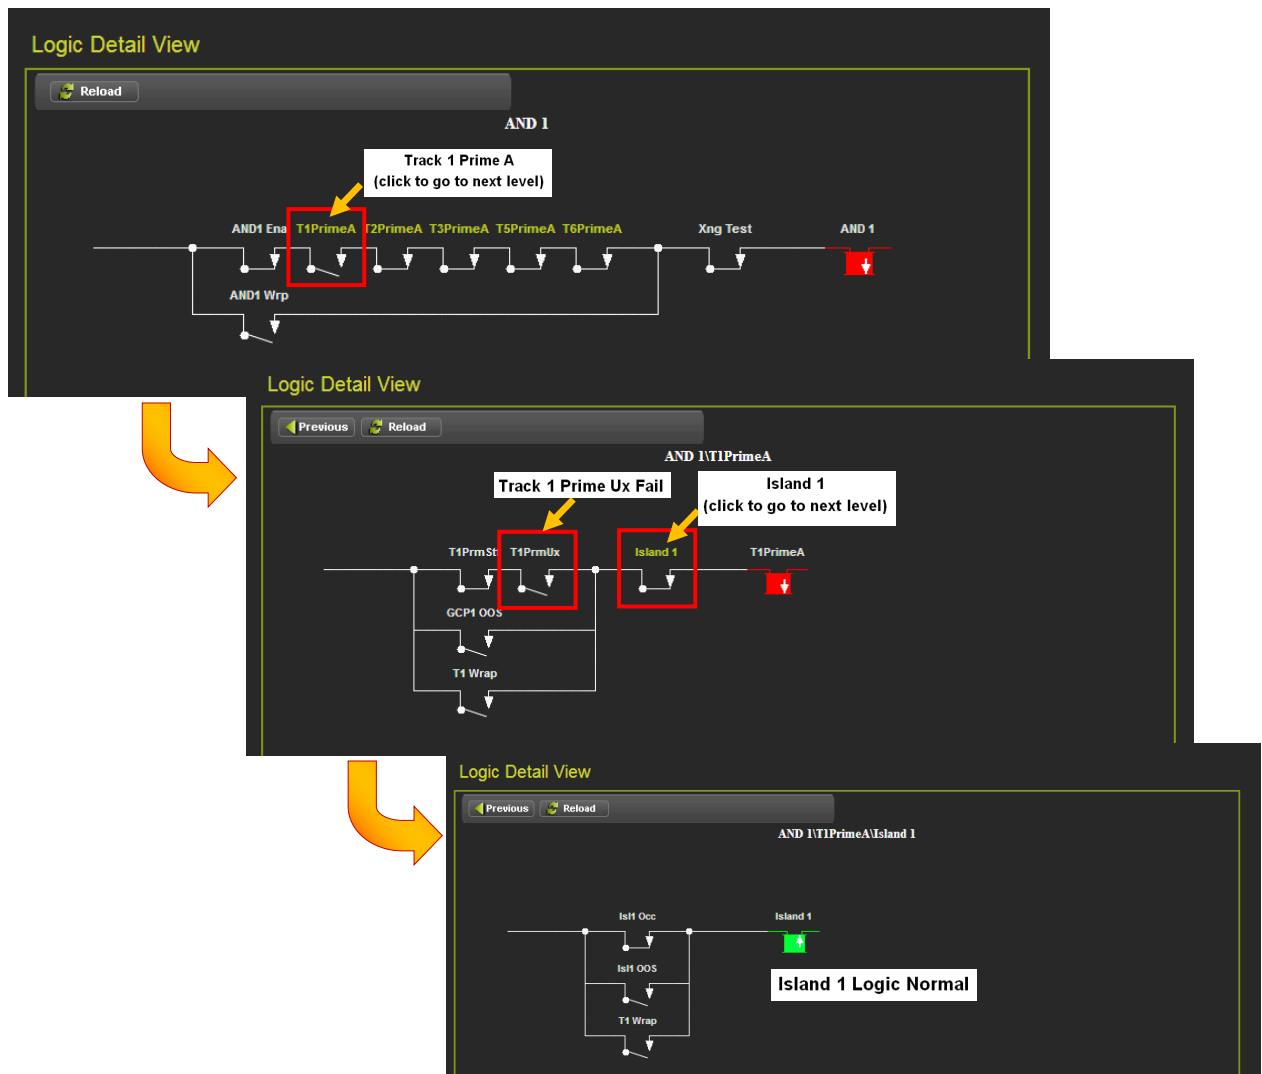 Logic Detail View
Reload
AND 1
Track 1 Prime A
(click to go to next level)
AND1 Ena T1PrimeA T2PrimeA T3PrimeA T5PrimeA T6PrimeA Xng Test AND 1
AND1 Wrp
Logic Detail View
Previous Reload
AND 1\T1PrimeA
Track 1 Prime Ux Fail
Island 1
(click to go to next level)
T1PrmSt T1PrmUx Island 1 T1PrimeA
GCP1 OOS
T1 Wrap
Logic Detail View
Previous Reload
AND 1\T1PrimeA\Island 1
Isl1 Occ Island 1
Isl1 OOS
Island 1 Logic Normal
T1 Wrap